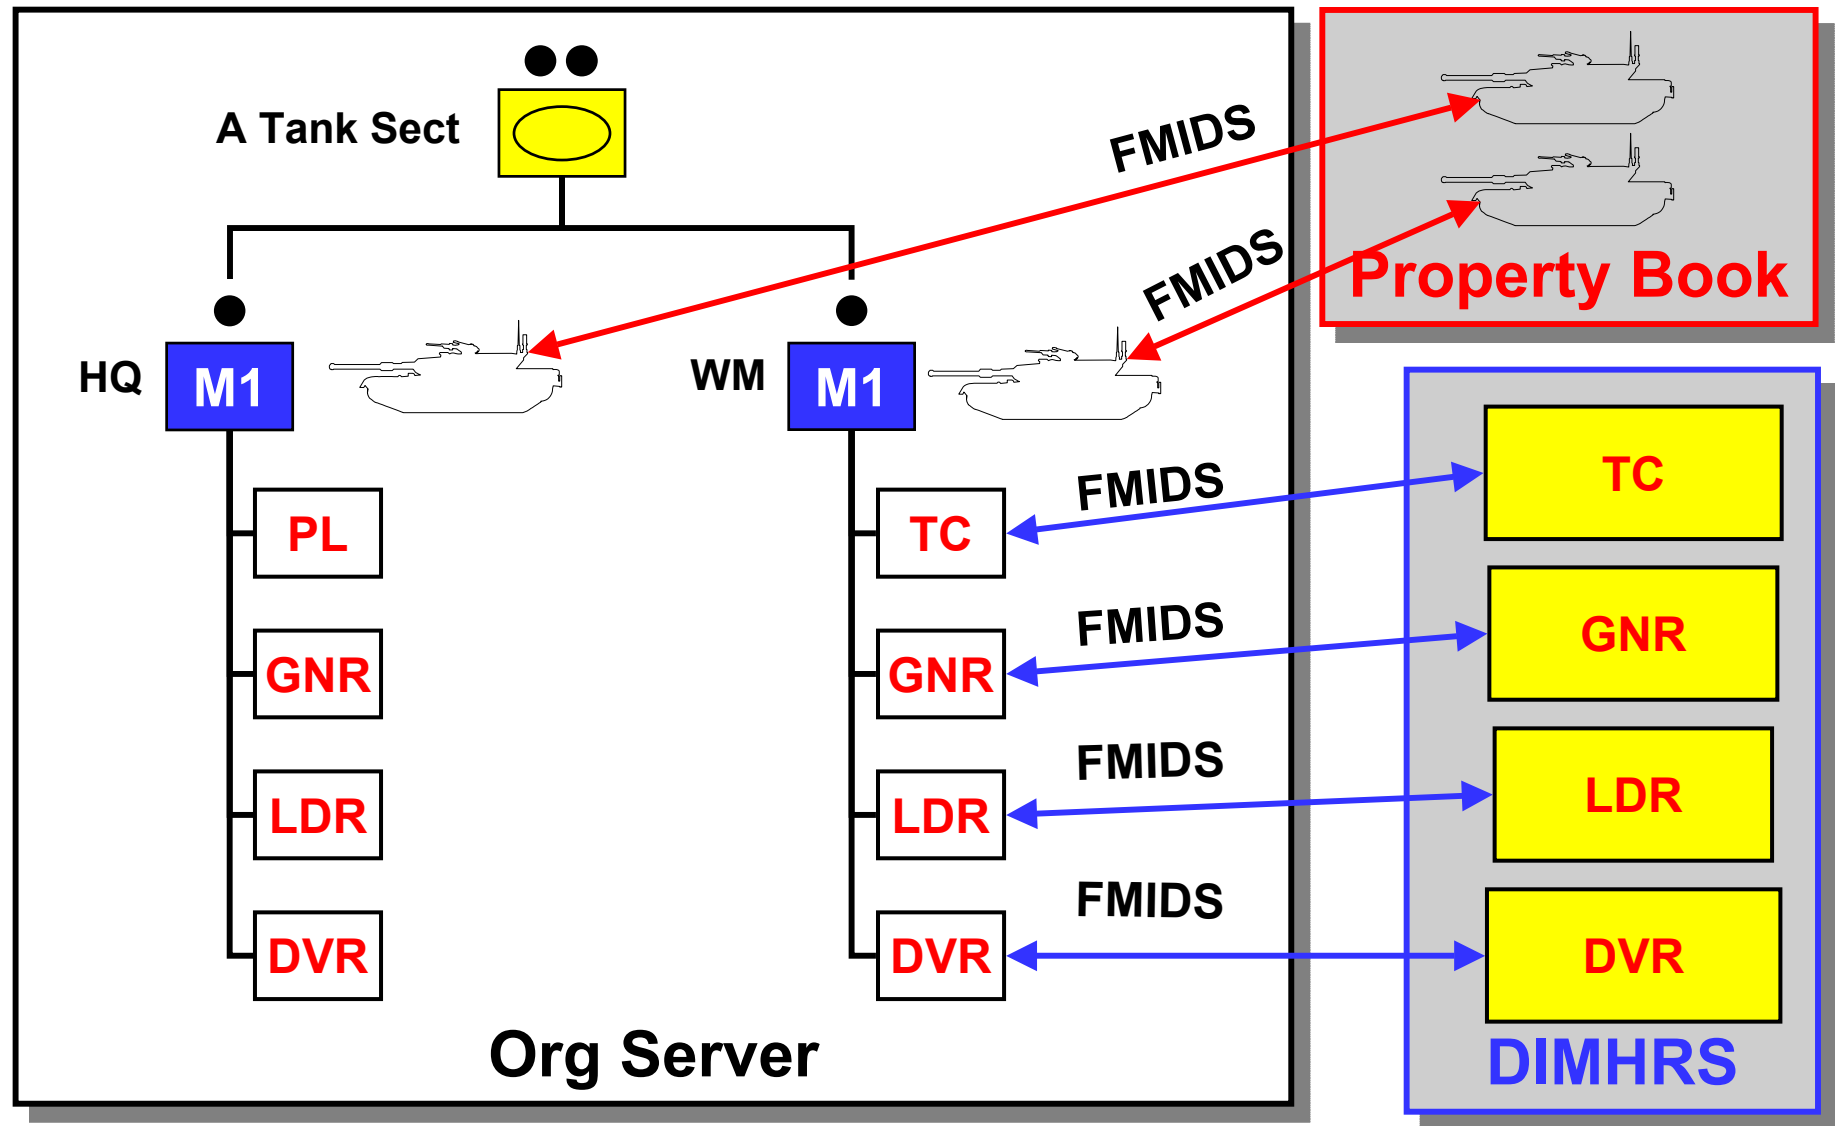 A Tank Sect
FMIDS
FMIDS
Property Book
HQ
M1
WM
M1
PL
GNR
LDR
DVR
TC
GNR
LDR
DVR
FMIDS
FMIDS
FMIDS
FMIDS
TC
GNR
LDR
DVR
DIMHRS
Org Server